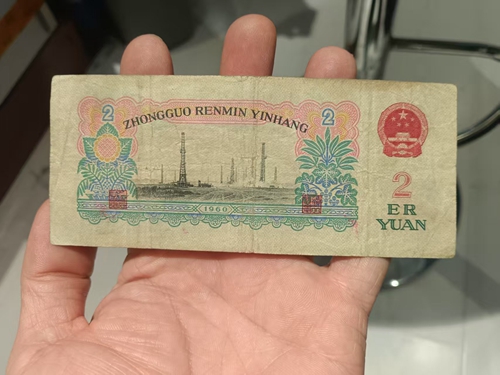 2 2
ZHONGGUO RENMIN YINHANG
1960
2
ER
YUAN